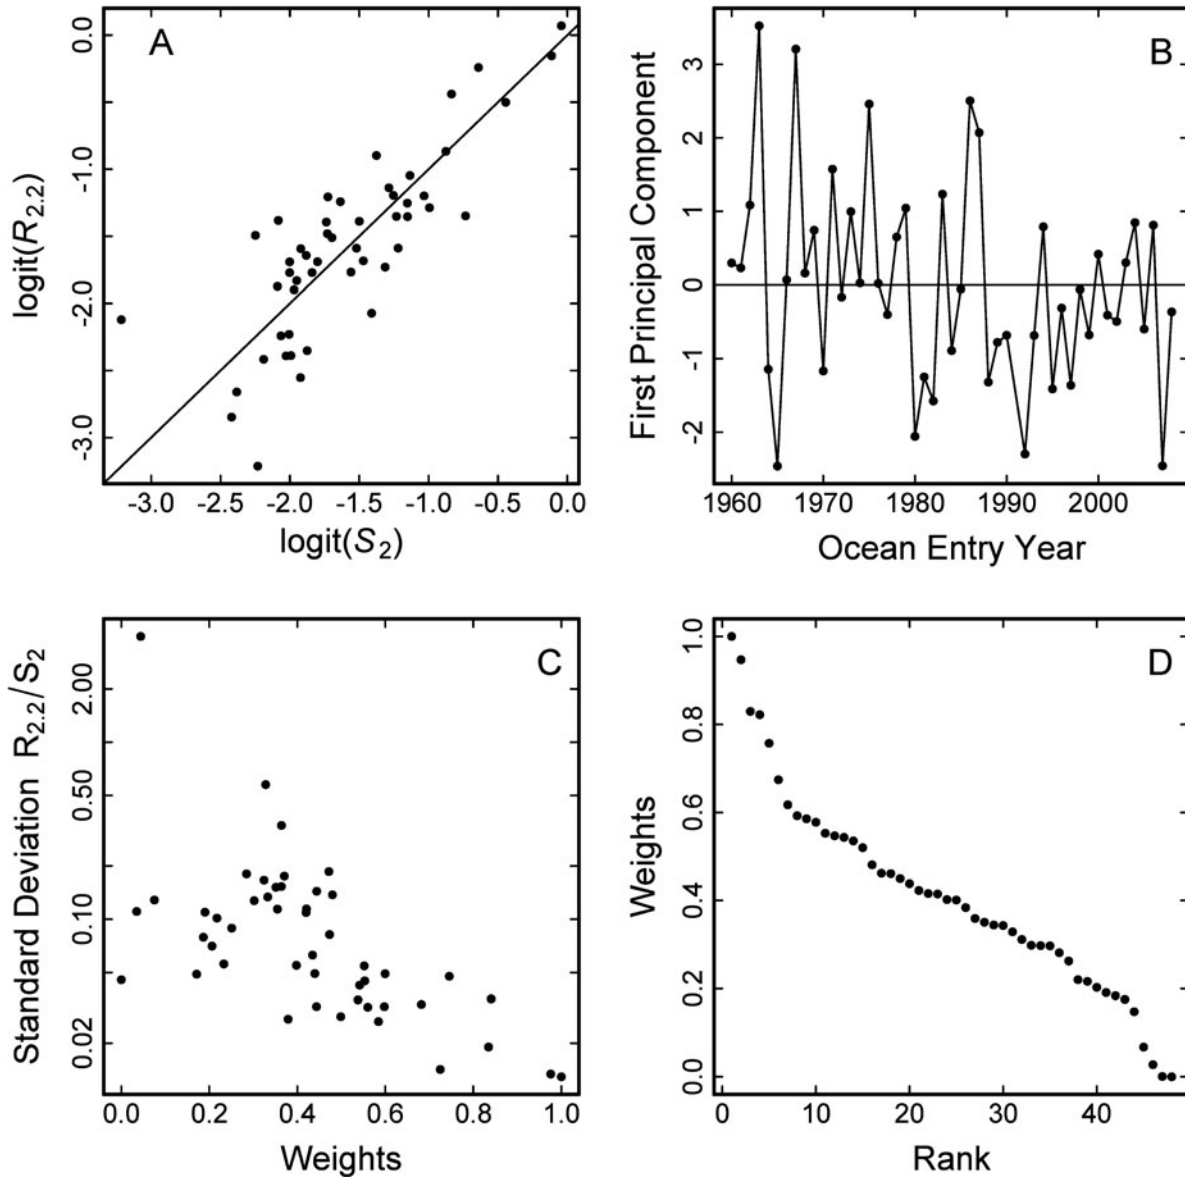 A
0.0
-1.0
-2.0
-3.0
logit(R2.2)
-3.0 -2.5 -2.0 -1.5 -1.0 -0.5 0.0
logit(S2)
B
3
2
1
0
-1
-2
First Principal Component
1960 1970 1980 1990 2000
Ocean Entry Year
C
2.00
0.50
0.10
0.02
Standard Deviation R2.2/S2
0.0 0.2 0.4 0.6 0.8 1.0
Weights
D
1.0
0.8
0.6
0.4
0.2
0.0
Weights
0 10 20 30 40
Rank